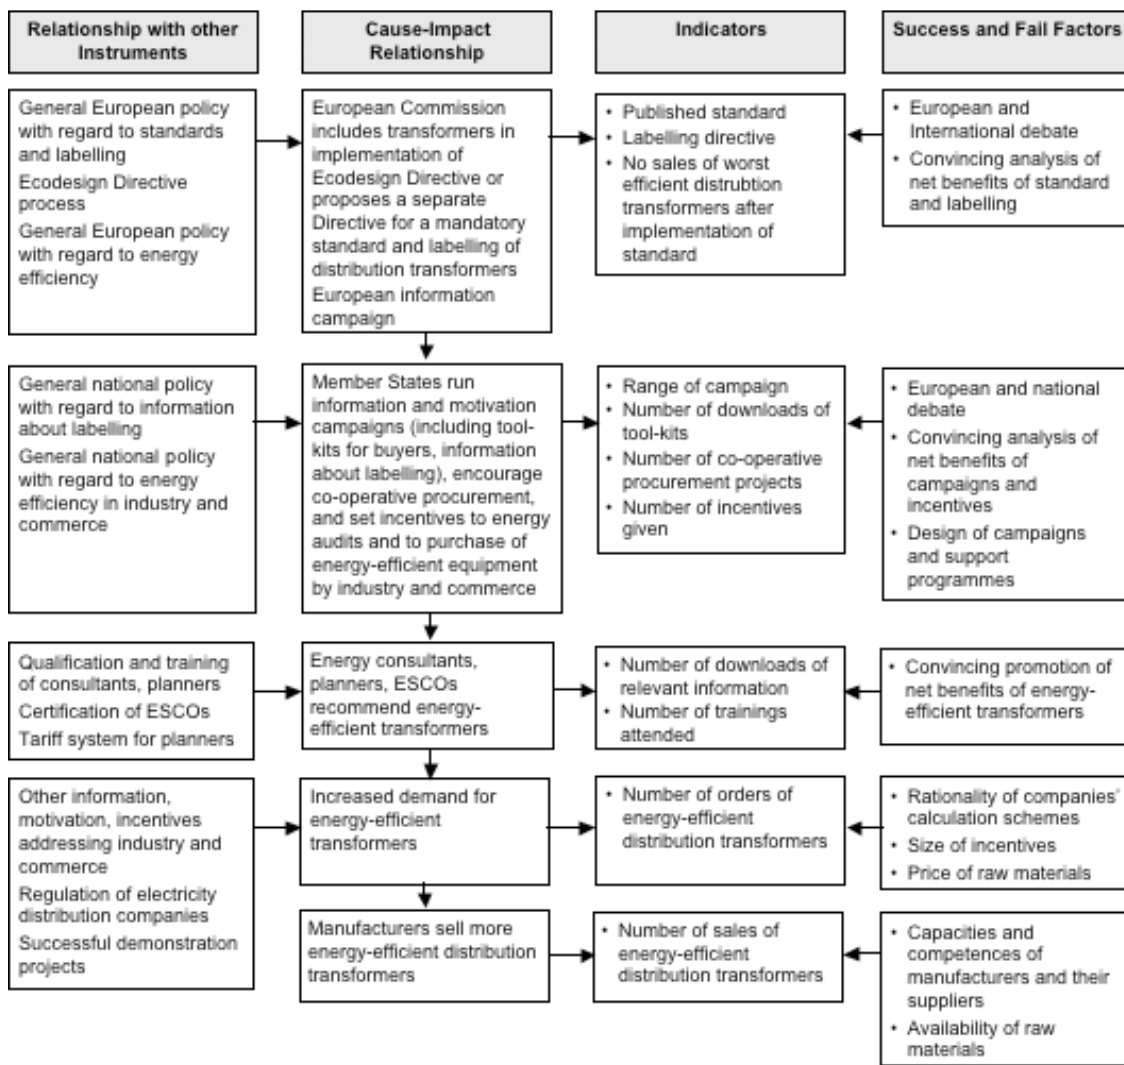 Relationship with other
Instruments
Cause-Impact
Relationship
Indicators
Success and Fail Factors
General European policy
with regard to standards
and labelling
Ecodesign Directive
process
General European policy
with regard to energy
efficiency
European Commission
includes transformers in
implementation of
Ecodesign Directive or
proposes a separate
Directive for a mandatory
standard and labelling of
distribution transformers
European information
campaign
• Published standard
• Labelling directive
• No sales of worst
efficient distrubtion
transformers after
implementation of
standard
• European and
International debate
• Convincing analysis of
net benefits of standard
and labelling
General national policy
with regard to information
about labelling
General national policy
with regard to energy
efficiency in industry and
commerce
Member States run
information and motivation
campaigns (including tool-
kits for buyers, information
about labelling), encourage
co-operative procurement,
and set incentives to energy
audits and to purchase of
energy-efficient equipment
by industry and commerce
• Range of campaign
• Number of downloads of
tool-kits
• Number of co-operative
procurement projects
• Number of incentives
given
• European and national
debate
• Convincing analysis of
net benefits of
campaigns and
incentives
• Design of campaigns
and support
programmes
Qualification and training
of consultants, planners
Certification of ESCOs
Tariff system for planners
Energy consultants,
planners, ESCOs
recommend energy-
efficient transformers
• Number of downloads of
relevant information
• Number of trainings
attended
• Convincing promotion of
net benefits of energy-
efficient transformers
Other information,
motivation, incentives
addressing industry and
commerce
Regulation of electricity
distribution companies
Successful demonstration
projects
Increased demand for
energy-efficient
transformers
• Number of orders of
energy-efficient
distribution transformers
• Rationality of companies'
calculation schemes
• Size of incentives
• Price of raw materials
Manufacturers sell more
energy-efficient distribution
transformers
• Number of sales of
energy-efficient
distribution transformers
• Capacities and
competences of
manufacturers and their
suppliers
• Availability of raw
materials